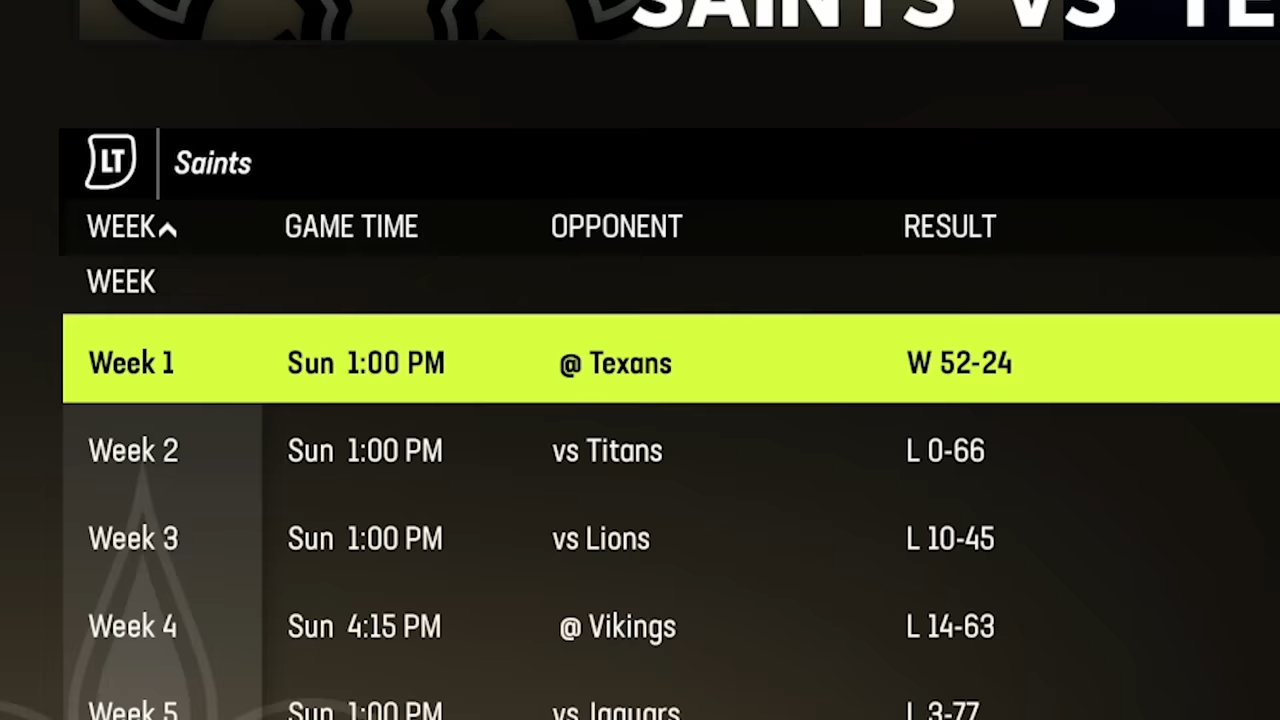 SAINTS VS TE
LT Saints
WEEK GAME TIME OPPONENT RESULT
WEEK
Week 1 Sun 1:00 PM @ Texans W 52-24
Week 2 Sun 1:00 PM vs Titans L 0-66
Week 3 Sun 1:00 PM vs Lions L 10-45
Week 4 Sun 4:15 PM @ Vikings L 14-63
Week 5 Sun 1:00 PM vs Jaguars L 3-77